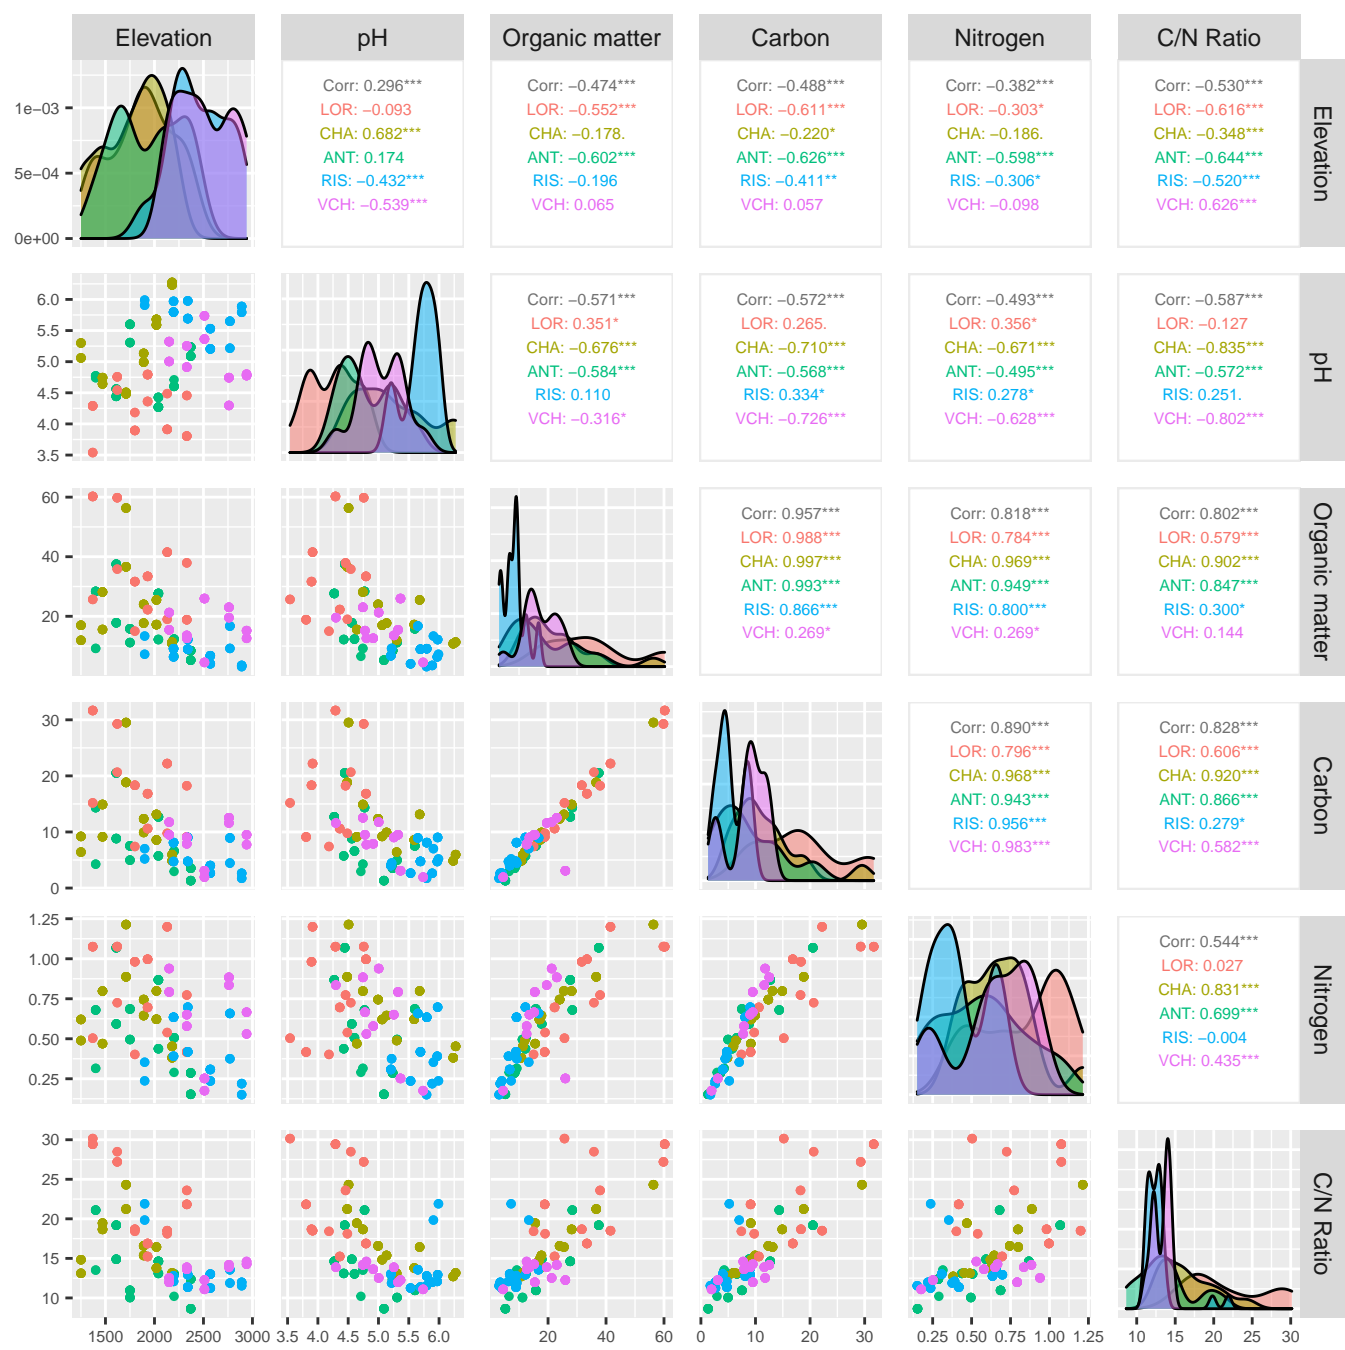 Elevation pH Organic matter Carbon Nitrogen C/N Ratio
1e−03
5e−04
0e+00
Corr: 0.296***
LOR: −0.093
CHA: 0.682***
ANT: 0.174
RIS: −0.432***
VCH: −0.539***
Corr: −0.474***
LOR: −0.552***
CHA: −0.178.
ANT: −0.602***
RIS: −0.196
VCH: 0.065
Corr: −0.488***
LOR: −0.611***
CHA: −0.220*
ANT: −0.626***
RIS: −0.411**
VCH: 0.057
Corr: −0.382***
LOR: −0.303*
CHA: −0.186.
ANT: −0.598***
RIS: −0.306*
VCH: −0.098
Corr: −0.530***
LOR: −0.616***
CHA: −0.348***
ANT: −0.644***
RIS: −0.520***
VCH: 0.626***
Elevation
6.0
5.5
5.0
4.5
4.0
3.5
Corr: −0.571***
LOR: 0.351*
CHA: −0.676***
ANT: −0.584***
RIS: 0.110
VCH: −0.316*
Corr: −0.572***
LOR: 0.265.
CHA: −0.710***
ANT: −0.568***
RIS: 0.334*
VCH: −0.726***
Corr: −0.493***
LOR: 0.356*
CHA: −0.671***
ANT: −0.495***
RIS: 0.278*
VCH: −0.628***
Corr: −0.587***
LOR: −0.127
CHA: −0.835***
ANT: −0.572***
RIS: 0.251.
VCH: −0.802***
pH
60
40
20
Corr: 0.957***
LOR: 0.988***
CHA: 0.997***
ANT: 0.993***
RIS: 0.866***
VCH: 0.269*
Corr: 0.818***
LOR: 0.784***
CHA: 0.969***
ANT: 0.949***
RIS: 0.800***
VCH: 0.269*
Corr: 0.802***
LOR: 0.579***
CHA: 0.902***
ANT: 0.847***
RIS: 0.300*
VCH: 0.144
Organic matter
30
20
10
0
Corr: 0.890***
LOR: 0.796***
CHA: 0.968***
ANT: 0.943***
RIS: 0.956***
VCH: 0.983***
Corr: 0.828***
LOR: 0.606***
CHA: 0.920***
ANT: 0.866***
RIS: 0.279*
VCH: 0.582***
Carbon
1.25
1.00
0.75
0.50
0.25
Corr: 0.544***
LOR: 0.027
CHA: 0.831***
ANT: 0.699***
RIS: −0.004
VCH: 0.435***
Nitrogen
30
25
20
15
10
C/N Ratio
1500 2000 2500 3000 3.5 4.0 4.5 5.0 5.5 6.0 20 40 60 0 10 20 30 0.25 0.50 0.75 1.00 1.25 10 15 20 25 30